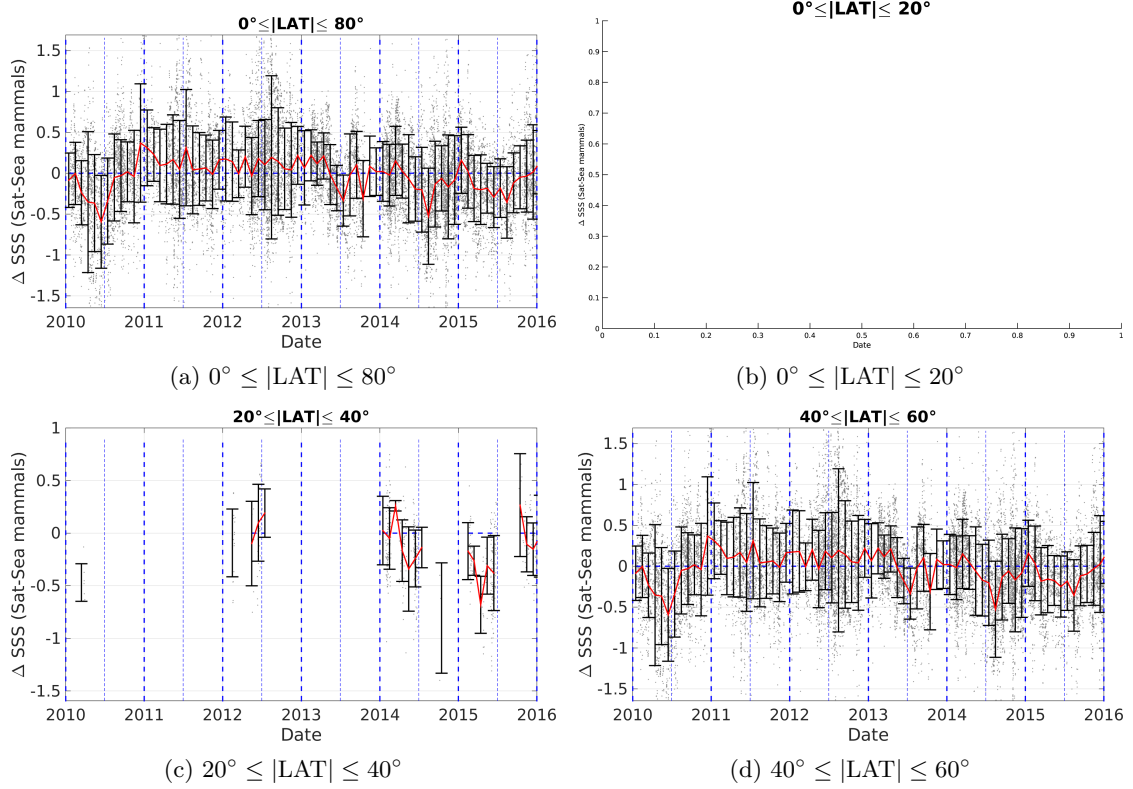 0°≤|LAT|≤ 80°
Δ SSS (Sat-Sea mammals)
1.5
1
0.5
0
-0.5
-1
-1.5
2010 2011 2012 2013 2014 2015 2016
Date
(a) 0° ≤ |LAT| ≤ 80°
0°≤|LAT|≤ 20°
Δ SSS (Sat-Sea mammals)
1
0.9
0.8
0.7
0.6
0.5
0.4
0.3
0.2
0.1
0
0 0.1 0.2 0.3 0.4 0.5 0.6 0.7 0.8 0.9 1
Date
(b) 0° ≤ |LAT| ≤ 20°
20°≤|LAT|≤ 40°
Δ SSS (Sat-Sea mammals)
1
0.5
0
-0.5
-1
-1.5
2010 2011 2012 2013 2014 2015 2016
Date
(c) 20° ≤ |LAT| ≤ 40°
40°≤|LAT|≤ 60°
Δ SSS (Sat-Sea mammals)
1.5
1
0.5
0
-0.5
-1
-1.5
2010 2011 2012 2013 2014 2015 2016
Date
(d) 40° ≤ |LAT| ≤ 60°